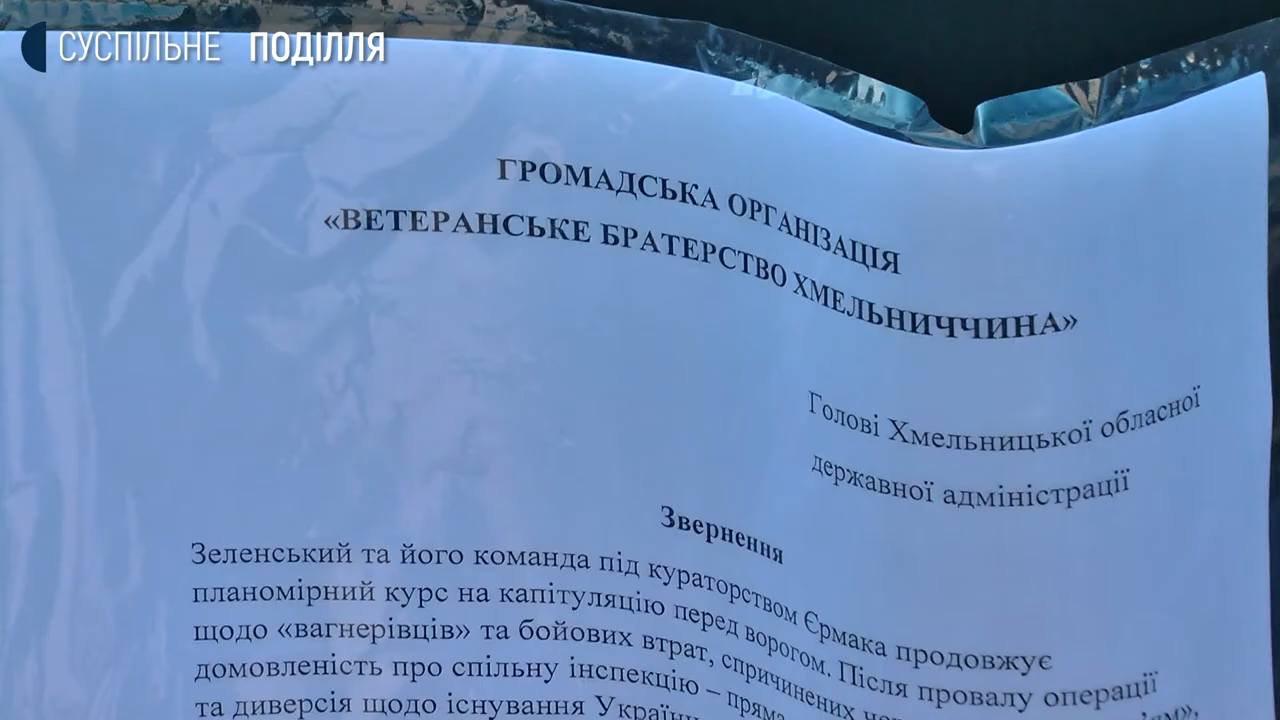 СУСПІЛЬНЕ ПОДІЛЛЯ
ГРОМАДСЬКА ОРГАНІЗАЦІЯ
«ВЕТЕРАНСЬКЕ БРАТЕРСТВО ХМЕЛЬНИЧЧИНА»
Голові Хмельницької обласної
державної адміністрації
Звернення
Зеленський та його команда під кураторством Єрмака продовжує
планомірний курс на капітуляцію перед ворогом. Після провалу операції
щодо «вагнерівців» та бойових втрат, спричинених
домовленість про спільну інспекцію – пряма
та диверсія щодо існування